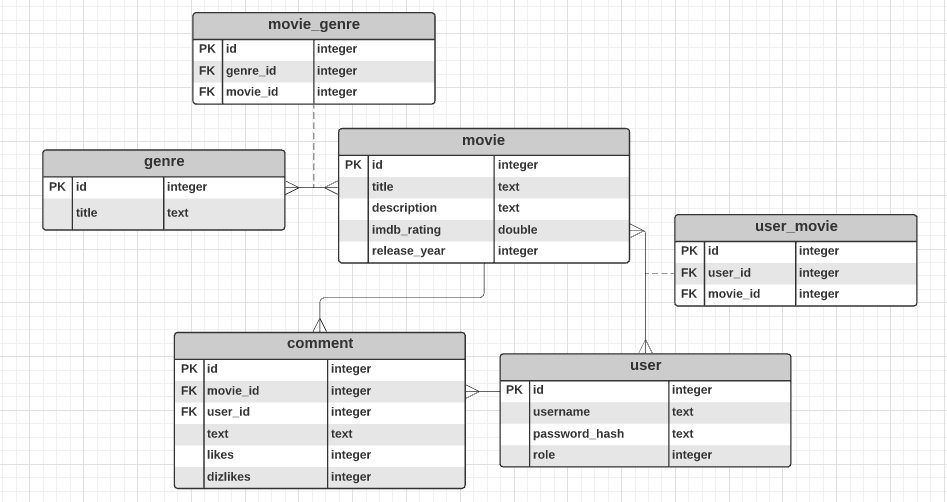 movie_genre
PK id integer
FK genre_id integer
FK movie_id integer
movie
PK id integer
title text
description text
imdb_rating double
release_year integer
genre
PK id integer
title text
user_movie
PK id integer
FK user_id integer
FK movie_id integer
comment
PK id integer
FK movie_id integer
FK user_id integer
text text
likes integer
dizlikes integer
user
PK id integer
username text
password_hash text
role integer